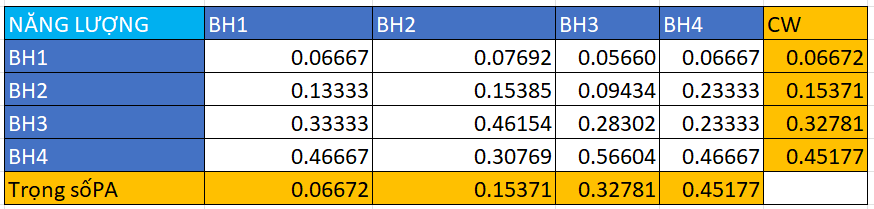 NĂNG LƯỢNG BH1 BH2 BH3 BH4 CW
BH1 0.06667 0.07692 0.05660 0.06667 0.06672
BH2 0.13333 0.15385 0.09434 0.23333 0.15371
BH3 0.33333 0.46154 0.28302 0.23333 0.32781
BH4 0.46667 0.30769 0.56604 0.46667 0.45177
Trọng sốPA 0.06672 0.15371 0.32781 0.45177